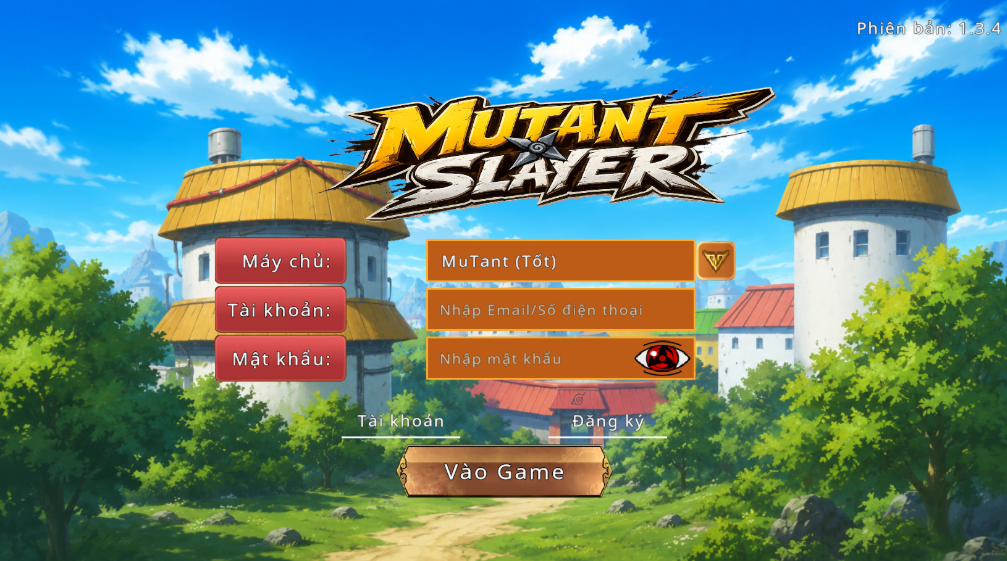 Phiên bản: 1.3.4
MUTANT
SLAYER
Máy chủ: MuTant (Tốt)
Tài khoản: Nhập Email/Số điện thoại
Mật khẩu: Nhập mật khẩu
Tài khoản Đăng ký
Vào Game